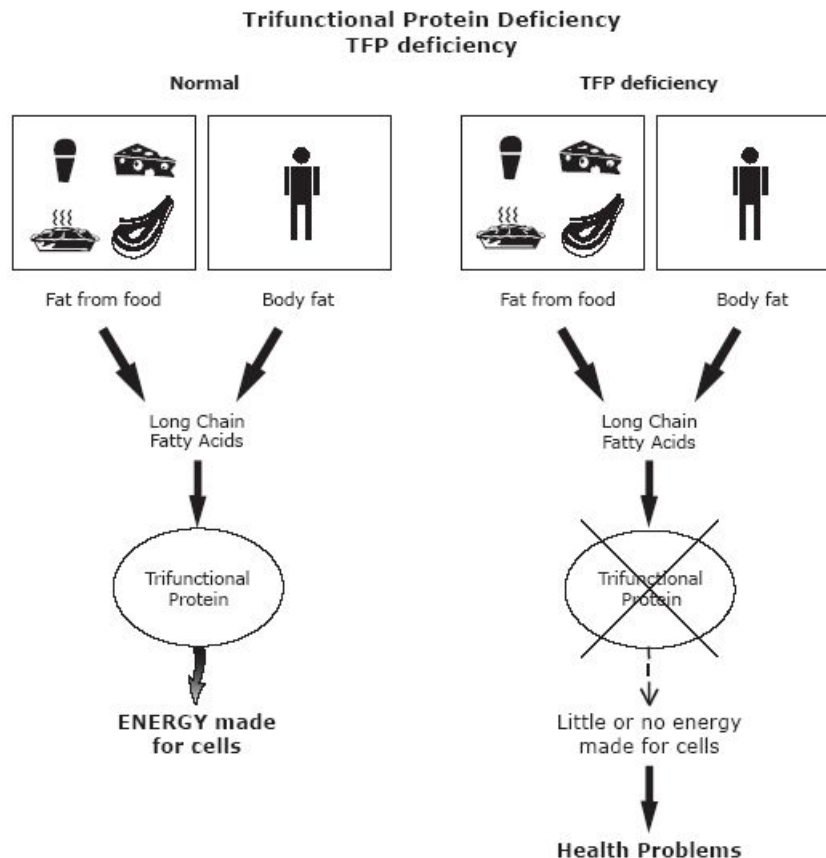 Trifunctional Protein Deficiency
TFP deficiency
Normal
Fat from food
Body fat
Long Chain
Fatty Acids
Trifunctional
Protein
ENERGY made
for cells
TFP deficiency
Fat from food
Body fat
Long Chain
Fatty Acids
Trifunctional
Protein
Little or no energy
made for cells
Health Problems